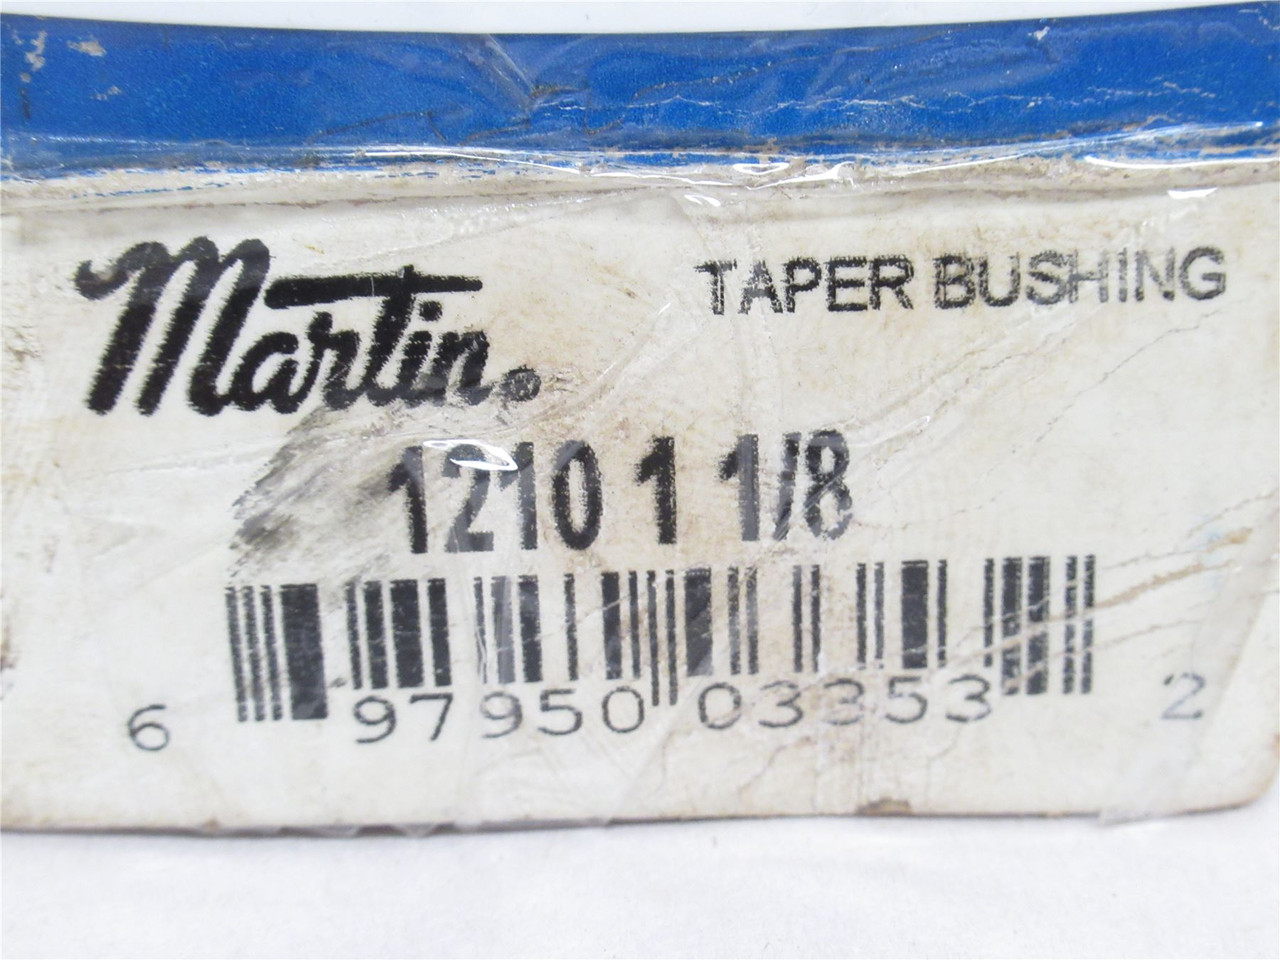 Martin® TAPER BUSHING
1210 1 1/8
6 97950 03353 2